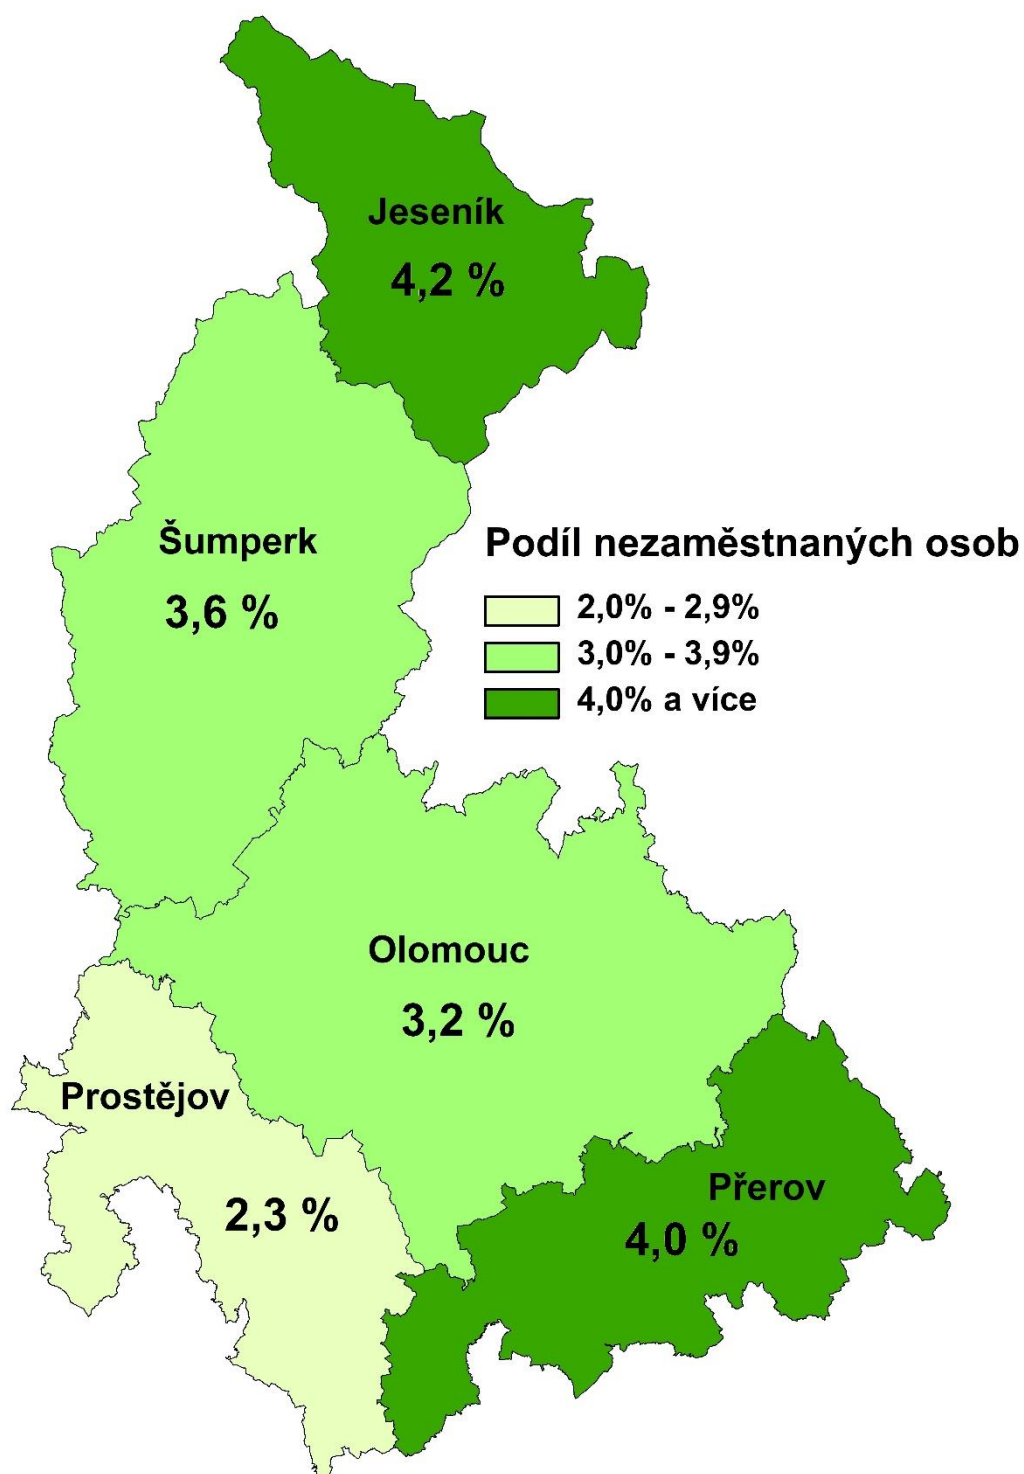 Jeseník
4,2 %
Šumperk
3,6 %
Podíl nezaměstnaných osob
2,0% - 2,9%
3,0% - 3,9%
4,0% a více
Olomouc
3,2 %
Prostějov
2,3 %
Přerov
4,0 %